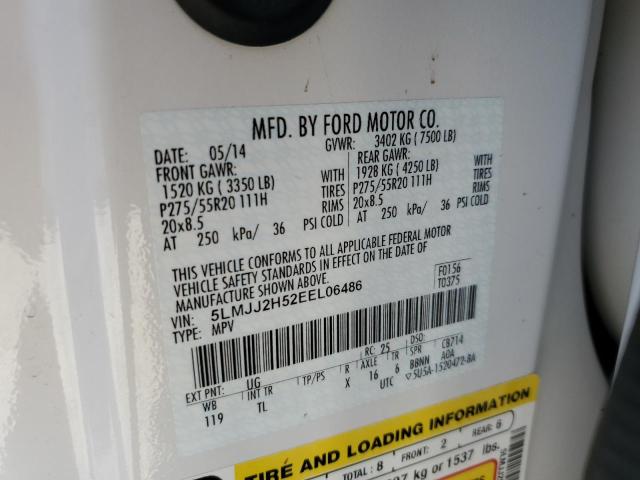 MFD. BY FORD MOTOR CO.
DATE: 05/14 GVWR: 3402 KG ( 7500 LB)
FRONT GAWR: REAR GAWR:
1520 KG ( 3350 LB) WITH 1928 KG ( 4250 LB) WITH
P275/55R20 111H TIRES P275/55R20 111H TIRES
20x8.5 RIMS 20x8.5 RIMS
AT 250 kPa/ 36 PSI COLD AT 250 kPa/ 36 PSI COLD
THIS VEHICLE CONFORMS TO ALL APPLICABLE FEDERAL MOTOR
VEHICLE SAFETY STANDARDS IN EFFECT ON THE DATE OF
MANUFACTURE SHOWN ABOVE.
VIN: 5LMJJ2H52EEL06486 F0156
TYPE: MPV T0375
EXT PNT: UG RC: 25 DSO:
WB INT TR TP/PS R AXLE TR SPR CB714
119 TL X 16 6 BBNN AOA
UTC 5U5A-1520472-BA
TIRE AND LOADING INFORMATION
TOTAL: 8 FRONT: 2 REAR: 6
kg or 1537 lbs.